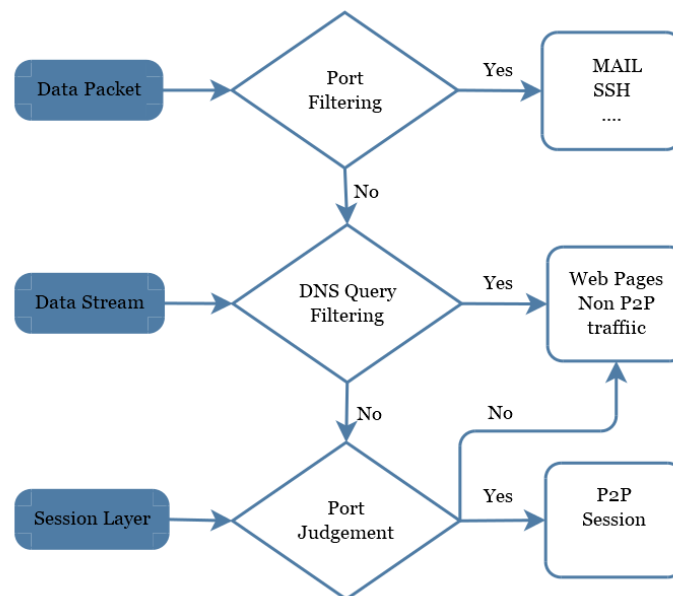 Data Packet
Port
Filtering
Yes
MAIL
SSH
....
No
Data Stream
DNS Query
Filtering
Yes
Web Pages
Non P2P
traffiic
No
No
Session Layer
Port
Judgement
Yes
P2P
Session